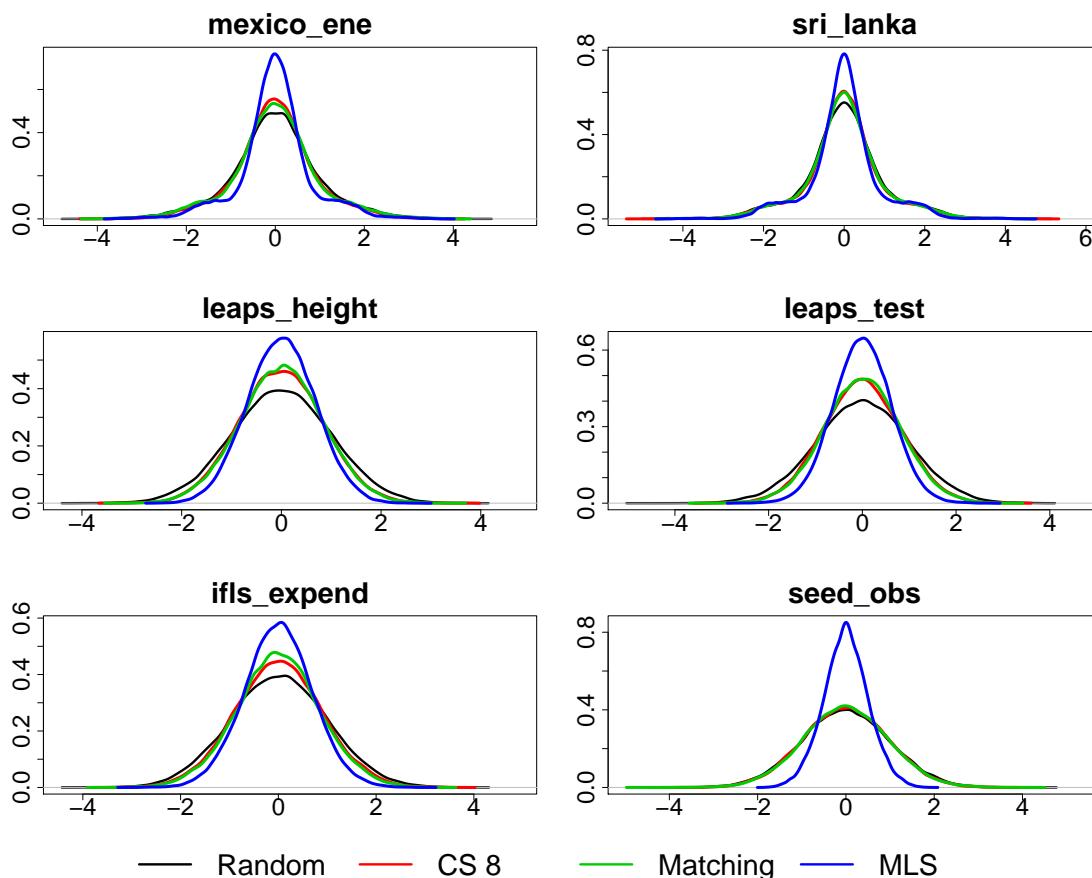 mexico_ene
sri_lanka
0.0 0.4
−4 −2 0 2 4
0.0 0.4 0.8
−4 −2 0 2 4 6
leaps_height
leaps_test
0.0 0.2 0.4
−4 −2 0 2 4
0.0 0.3 0.6
−4 −2 0 2 4
ifls_expend
seed_obs
0.0 0.2 0.4 0.6
−4 −2 0 2 4
0.0 0.4 0.8
−4 −2 0 2 4
Random CS 8 Matching MLS